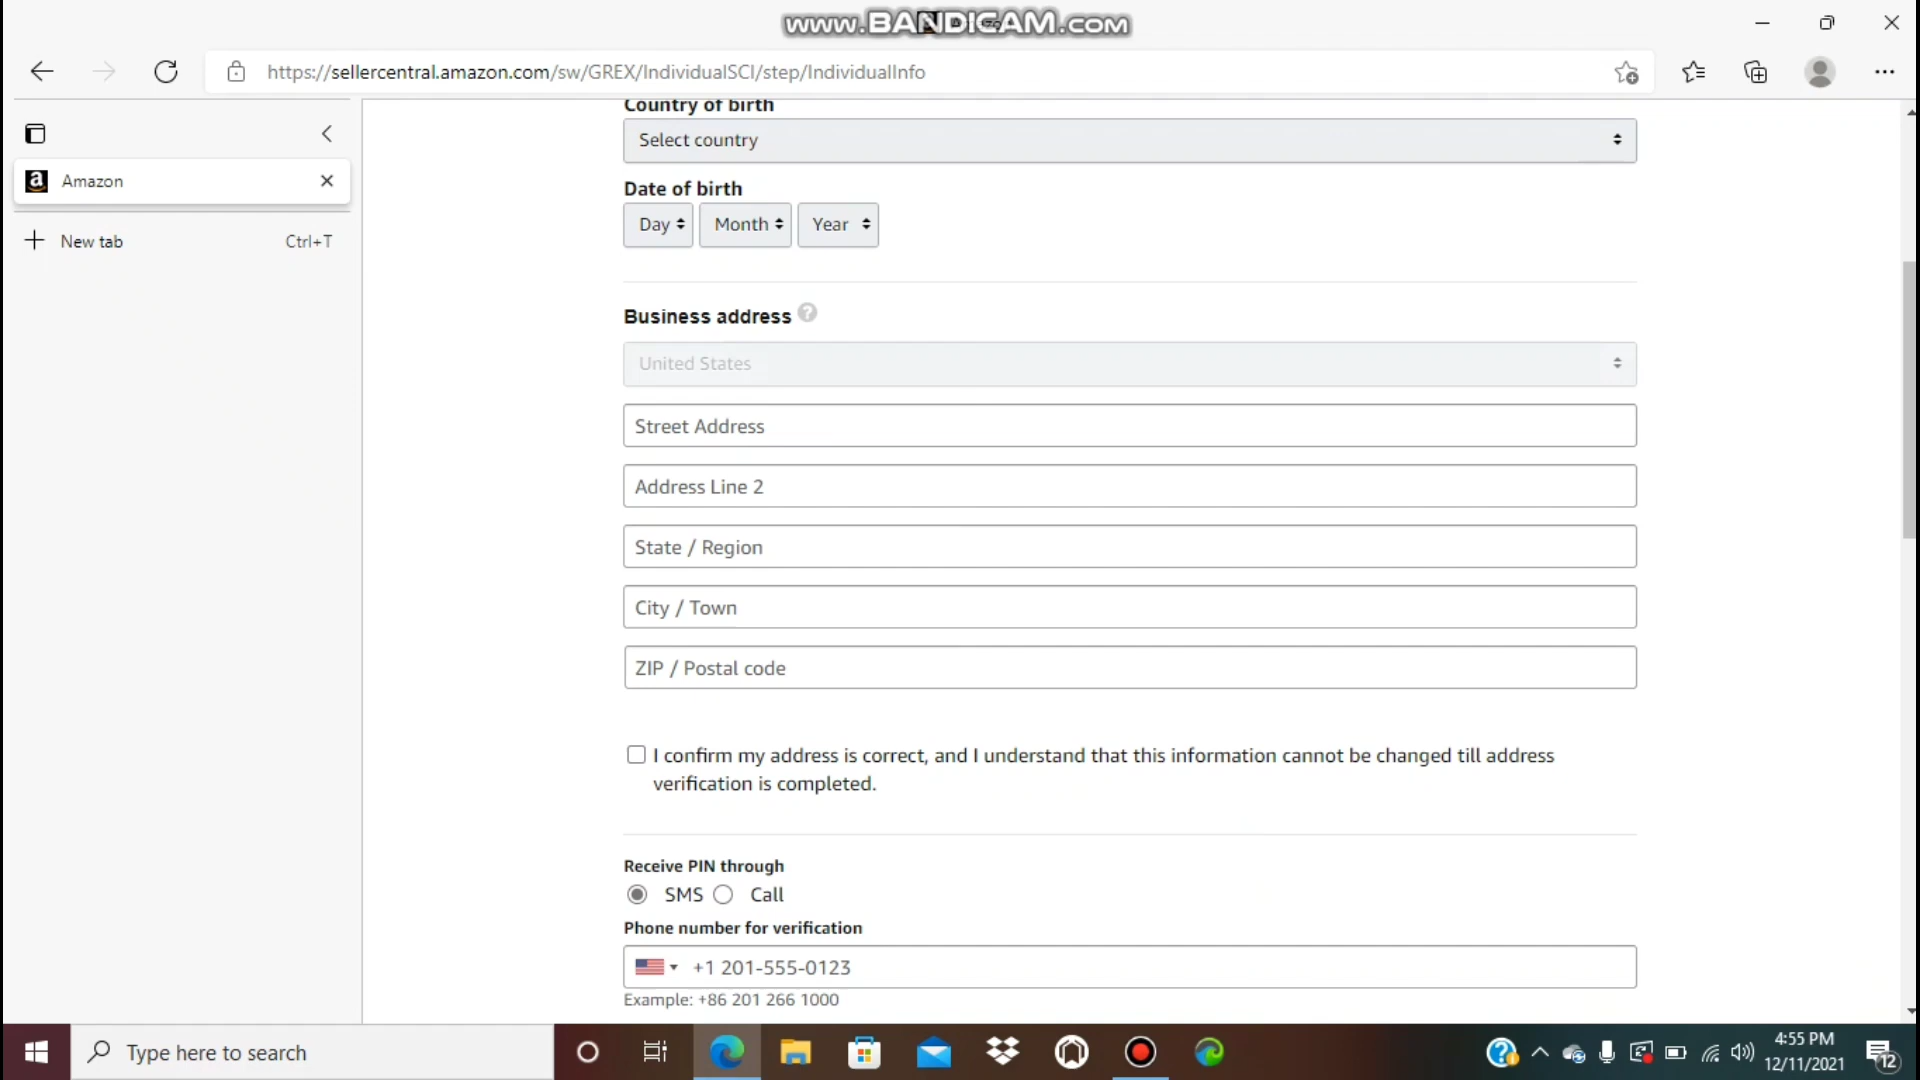 www.BANDICAM.com
https://sellercentral.amazon.com/sw/GREX/IndividualSCI/step/IndividualInfo
Amazon
New tab Ctrl+T
Country of birth
Select country
Date of birth
Day Month Year
Business address
United States
Street Address
Address Line 2
State / Region
City / Town
ZIP / Postal code
I confirm my address is correct, and I understand that this information cannot be changed till address
verification is completed.
Receive PIN through
SMS Call
Phone number for verification
+1 201-555-0123
Example: +86 201 266 1000
Type here to search
4:55 PM
12/11/2021
12